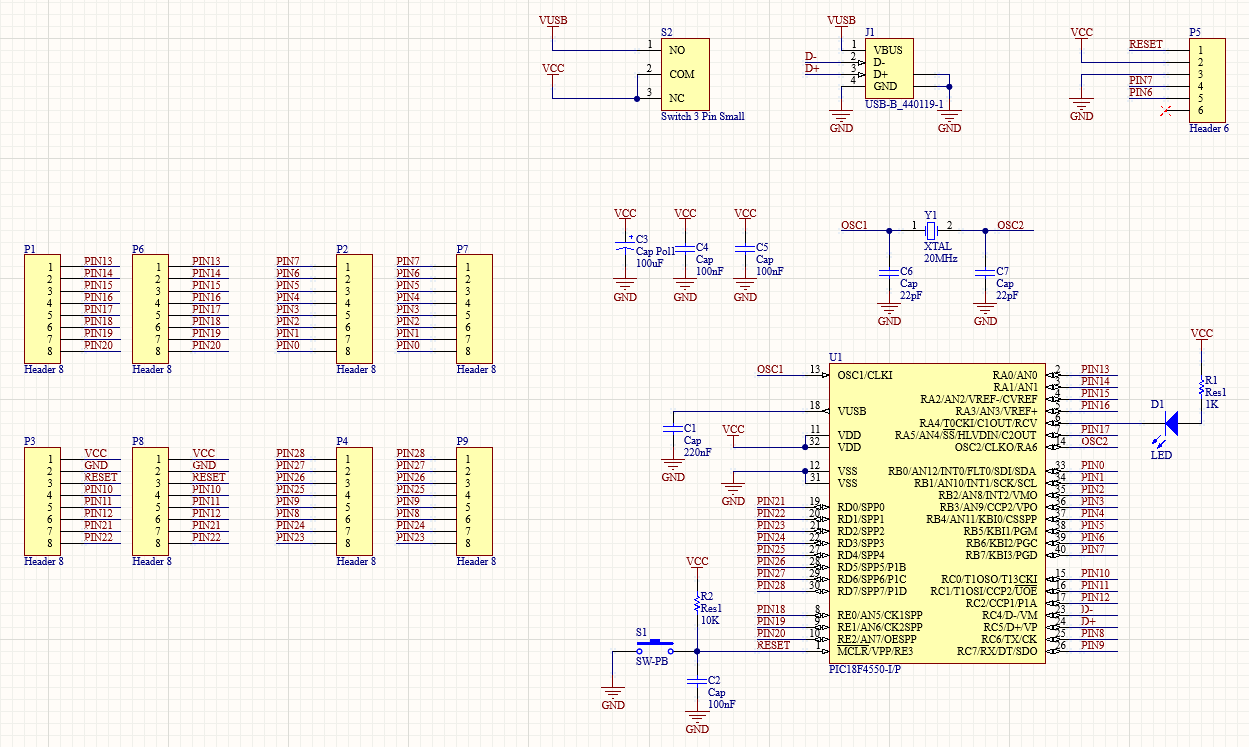 VUSB
S2
1 NO
2 COM
3 NC
VCC
Switch 3 Pin Small
VUSB
J1
1 VBUS
D- 2 D-
D+ 3 D+
4 GND
USB-B_440119-1
GND
GND
VCC
P5
RESET 1
2
3
PIN7 4
PIN6 5
6
GND
Header 6
VCC
C3
Cap Pol1
100uF
GND
VCC
C4
Cap
100nF
GND
VCC
C5
Cap
100nF
GND
OSC1
1
Y1
2
OSC2
XTAL
20MHz
C6
Cap
22pF
GND
C7
Cap
22pF
GND
P1
1 PIN13
2 PIN14
3 PIN15
4 PIN16
5 PIN17
6 PIN18
7 PIN19
8 PIN20
Header 8
P6
1 PIN13
2 PIN14
3 PIN15
4 PIN16
5 PIN17
6 PIN18
7 PIN19
8 PIN20
Header 8
P2
PIN7 1
PIN6 2
PIN5 3
PIN4 4
PIN3 5
PIN2 6
PIN1 7
PIN0 8
Header 8
P7
PIN7 1
PIN6 2
PIN5 3
PIN4 4
PIN3 5
PIN2 6
PIN1 7
PIN0 8
Header 8
P3
1 VCC
2 GND
3 RESET
4 PIN10
5 PIN11
6 PIN12
7 PIN21
8 PIN22
Header 8
P8
1 VCC
2 GND
3 RESET
4 PIN10
5 PIN11
6 PIN12
7 PIN21
8 PIN22
Header 8
P4
PIN28 1
PIN27 2
PIN26 3
PIN25 4
PIN9 5
PIN8 6
PIN24 7
PIN23 8
Header 8
P9
PIN28 1
PIN27 2
PIN26 3
PIN25 4
PIN9 5
PIN8 6
PIN24 7
PIN23 8
Header 8
U1
OSC1 13 OSC1/CLKI
18 VUSB
C1
Cap
220nF
GND
VCC
11 VDD
32 VDD
12 VSS
31 VSS
GND
PIN21 19 RD0/SPP0
PIN22 20 RD1/SPP1
PIN23 21 RD2/SPP2
PIN24 22 RD3/SPP3
PIN25 27 RD4/SPP4
PIN26 28 RD5/SPP5/P1B
PIN27 29 RD6/SPP6/P1C
PIN28 30 RD7/SPP7/P1D
PIN18 8 RE0/AN5/CK1SPP
PIN19 9 RE1/AN6/CK2SPP
PIN20 10 RE2/AN7/OESPP
RESET 1 MCLR/VPP/RE3
RA0/AN0 2 PIN13
RA1/AN1 3 PIN14
RA2/AN2/VREF-/CVREF 4 PIN15
RA3/AN3/VREF+ 5 PIN16
RA4/T0CKI/C1OUT/RCV 6
RA5/AN4/SS/HLVDIN/C2OUT 7 PIN17
OSC2/CLKO/RA6 14 OSC2
RB0/AN12/INT0/FLT0/SDI/SDA 33 PIN0
RB1/AN10/INT1/SCK/SCL 34 PIN1
RB2/AN8/INT2/VMO 35 PIN2
RB3/AN9/CCP2/VPO 36 PIN3
RB4/AN11/KBI0/CSSPP 37 PIN4
RB5/KBI1/PGM 38 PIN5
RB6/KBI2/PGC 39 PIN6
RB7/KBI3/PGD 40 PIN7
RC0/T1OSO/T13CKI 15 PIN10
RC1/T1OSI/CCP2/UOE 16 PIN11
RC2/CCP1/P1A 17 PIN12
RC4/D-/VM 23 D-
RC5/D+/VP 24 D+
RC6/TX/CK 25 PIN8
RC7/RX/DT/SDO 26 PIN9
PIC18F4550-I/P
VCC
R1
Res1
1K
D1
LED
VCC
R2
Res1
10K
S1
SW-PB
GND
C2
Cap
100nF
GND